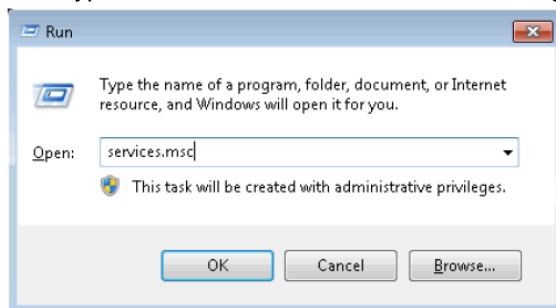 Run
Type the name of a program, folder, document, or Internet
resource, and Windows will open it for you.
Open: services.msc
This task will be created with administrative privileges.
OK Cancel Browse...